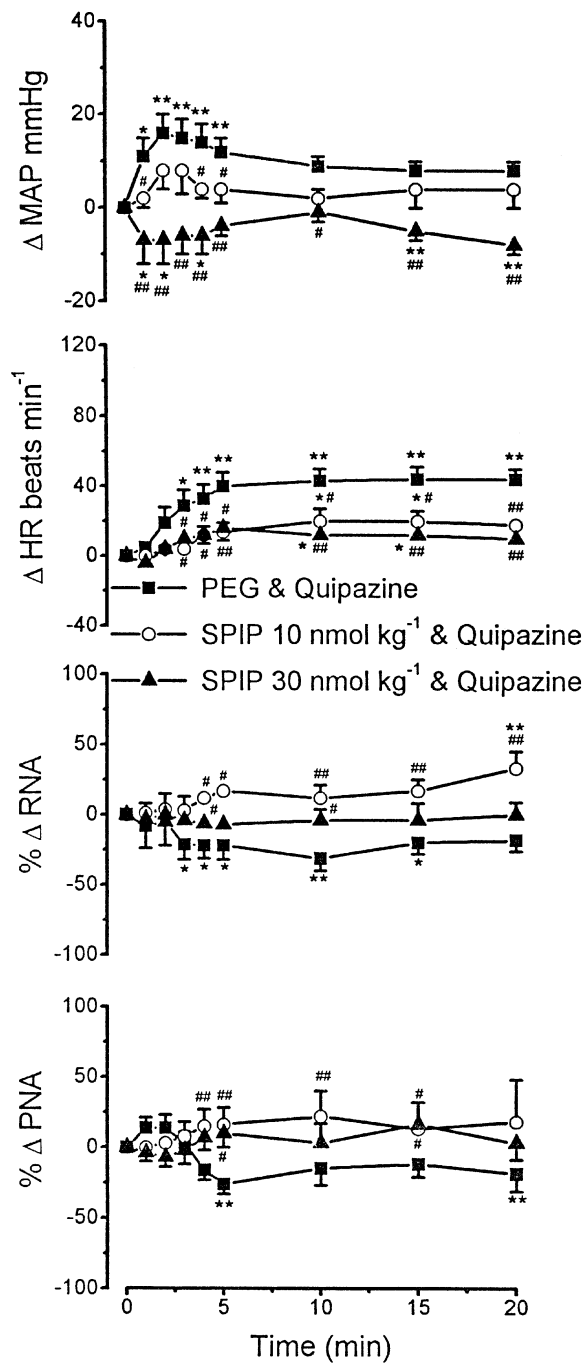 Δ MAP mmHg
40
20
0
-20
* ** ** ** **
# # #
## ## ## ## ## # ## ##
* * * ** **
Δ HR beats min⁻¹
120
80
40
0
-40
* ** ** ** ** **
# # # * # * # ##
# # ## * ## * ## ##
PEG & Quipazine
SPIP 10 nmol kg⁻¹ & Quipazine
SPIP 30 nmol kg⁻¹ & Quipazine
% Δ RNA
100
50
0
-50
-100
**
# # ## ## ##
# #
* * * ** *
% Δ PNA
100
50
0
-50
-100
## ## ## #
# #
** **
0 5 10 15 20
Time (min)